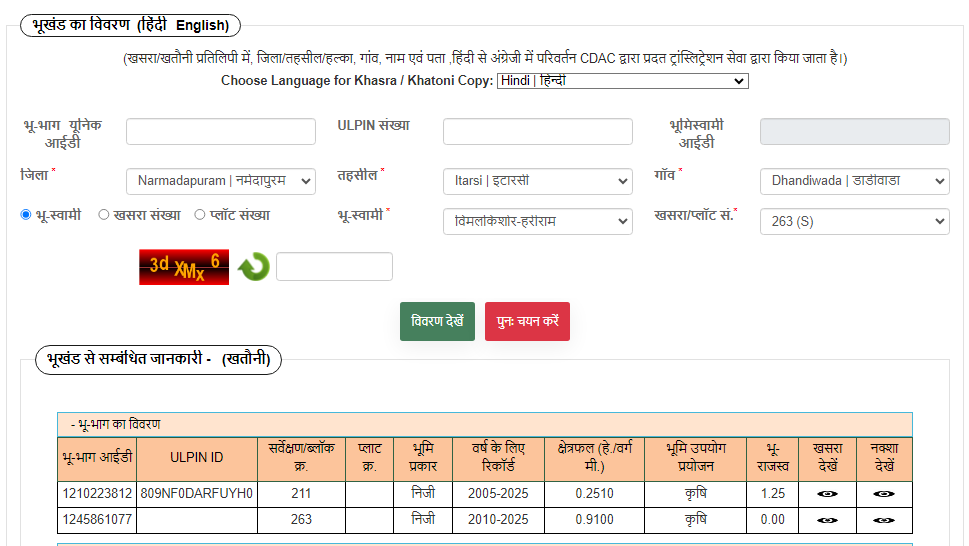 भूखंड का विवरण (हिंदी English)
(खसरा/खतौनी प्रतिलिपी में, जिला/तहसील/हल्का, गांव, नाम एवं पता ,हिंदी से अंग्रेजी में परिवर्तन CDAC द्वारा प्रदत ट्रांस्लिट्रेशन सेवा द्वारा किया जाता है।)
Choose Language for Khasra / Khatoni Copy: Hindi | हिन्दी
भू-भाग यूनिक आईडी ULPIN संख्या भूमिस्वामी आईडी
जिला * Narmadapuram | नर्मदापुरम तहसील * Itarsi | इटारसी गॉव * Dhandiwada | डाडीवाडा
भू-स्वामी खसरा संख्या प्लॉट संख्या भू.स्वामी * विमलकिशोर-हरीराम खसरा/प्लॉट सं.* 263 (S)
3d XMx 6
विवरण देखें पुनः चयन करें
भूखंड से सम्बंधित जानकारी - (खतौनी)
- भू-भाग का विवरण
भू-भाग आईडी ULPIN ID सर्वेक्षण/ब्लॉक क्र. प्लाट क्र. भूमि प्रकार वर्ष के लिए रिकॉर्ड क्षेत्रफल (हे./वर्ग मी.) भूमि उपयोग प्रयोजन भू-राजस्व खसरा देखें नक्शा देखें
1210223812 809NF0DARFUYH0 211 निजी 2005-2025 0.2510 कृषि 1.25
1245861077 263 निजी 2010-2025 0.9100 कृषि 0.00